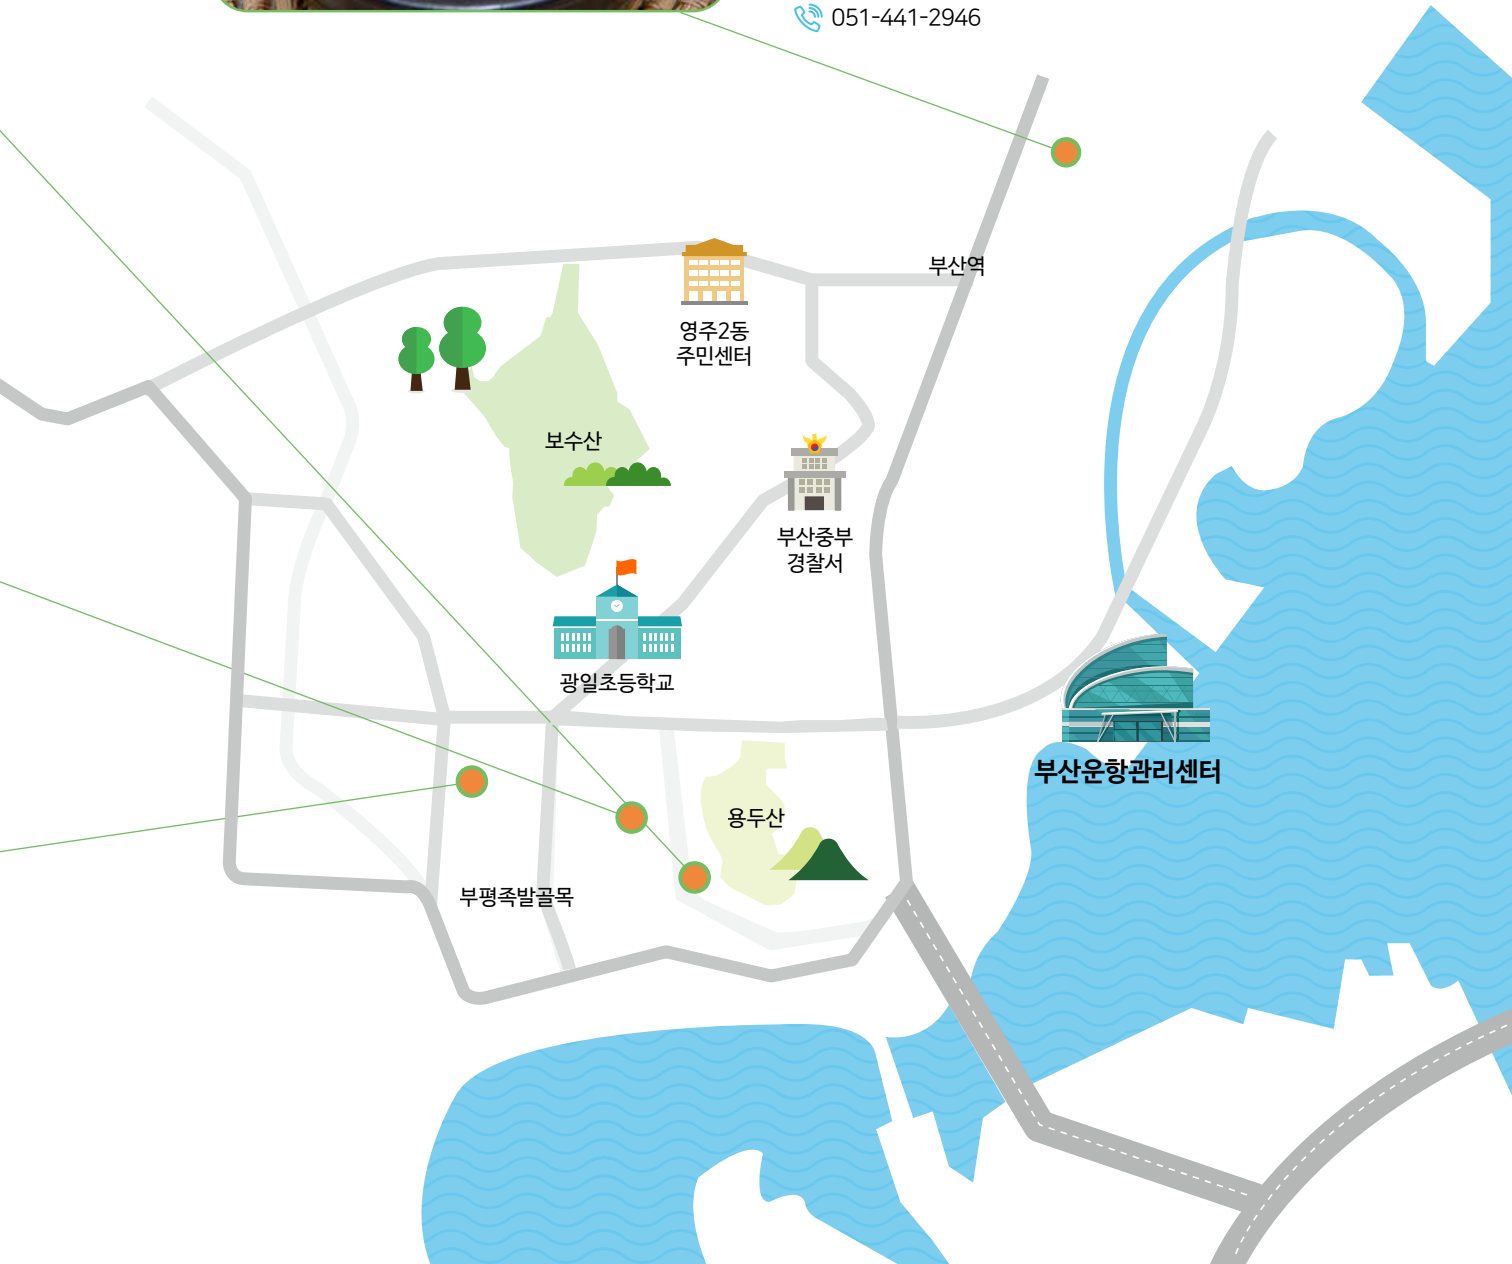 051-441-2946
부산역
영주2동
주민센터
보수산
부산중부
경찰서
광일초등학교
부산운항관리센터
용두산
부평족발골목